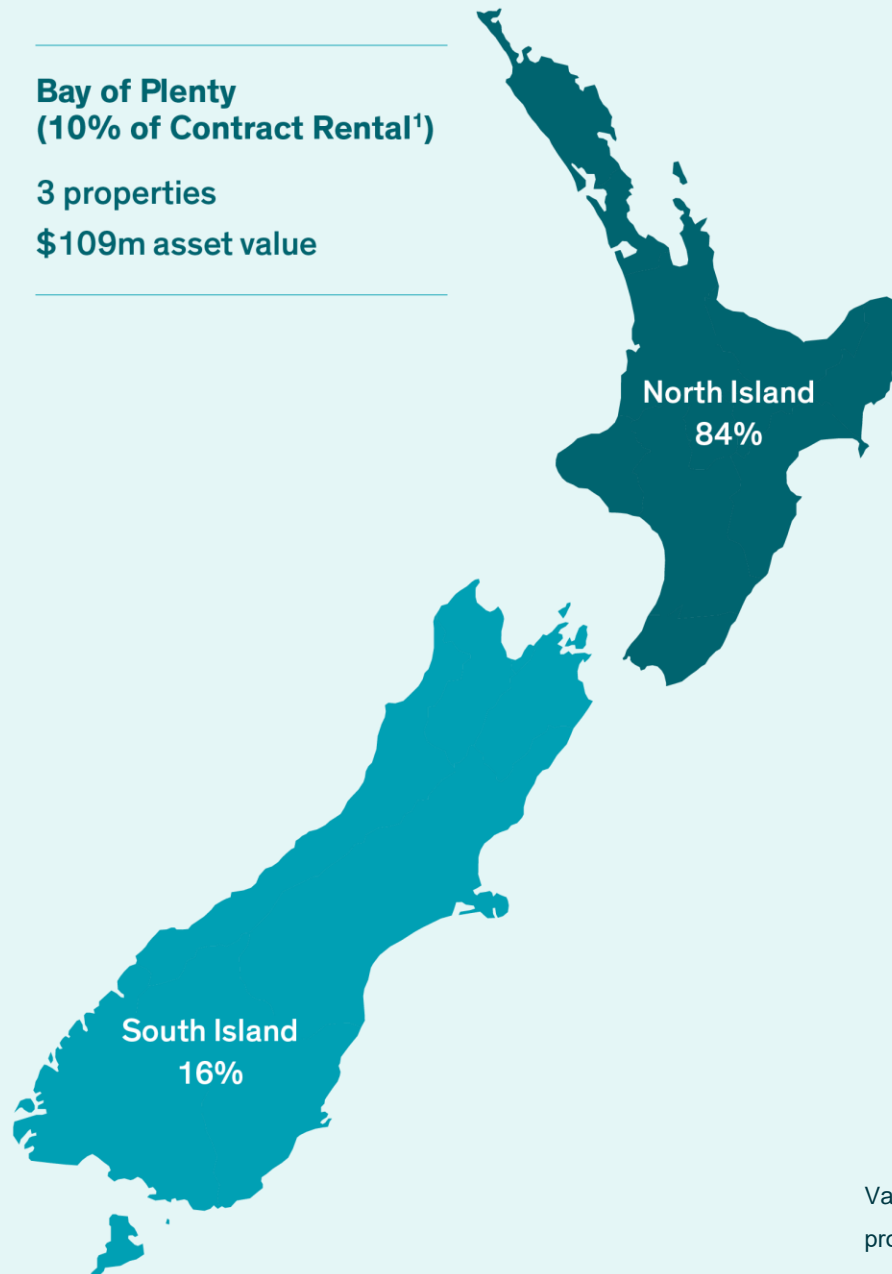 Bay of Plenty
(10% of Contract Rental¹)
3 properties
$109m asset value
North Island
84%
South Island
16%